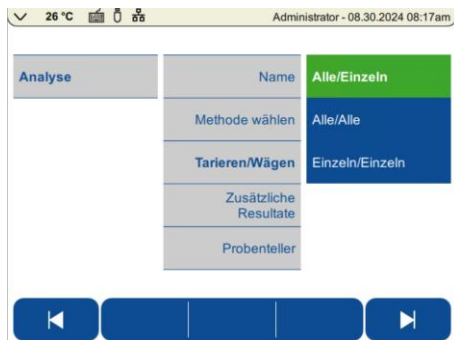 26 °C
Administrator - 08.30.2024 08:17am
Analyse
Name
Alle/Einzeln
Methode wählen
Alle/Alle
Tarieren/Wägen
Einzeln/Einzeln
Zusätzliche
Resultate
Probenteller